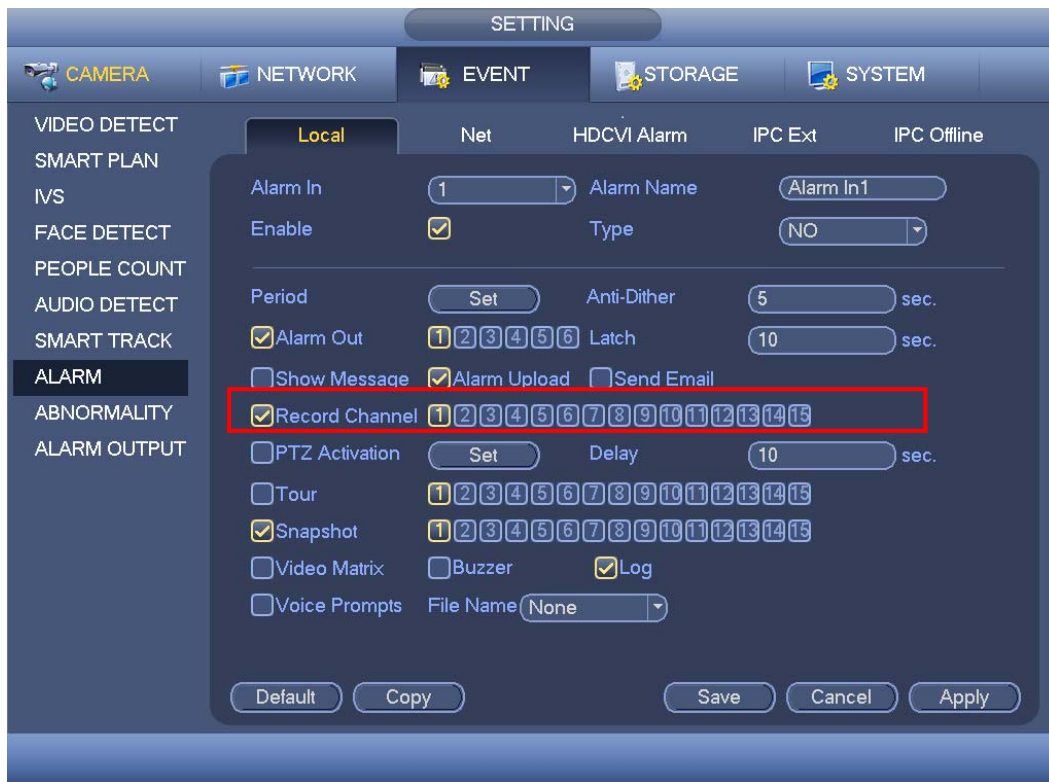 SETTING
CAMERA NETWORK EVENT STORAGE SYSTEM
VIDEO DETECT
SMART PLAN
IVS
FACE DETECT
PEOPLE COUNT
AUDIO DETECT
SMART TRACK
ALARM
ABNORMALITY
ALARM OUTPUT
Local Net HDCVI Alarm IPC Ext IPC Offline
Alarm In 1 Alarm Name Alarm In1
Enable Type NO
Period Set Anti-Dither 5 sec.
Alarm Out 1 2 3 4 5 6 Latch 10 sec.
Show Message Alarm Upload Send Email
Record Channel 1 2 3 4 5 6 7 8 9 10 11 12 13 14 15
PTZ Activation Set Delay 10 sec.
Tour 1 2 3 4 5 6 7 8 9 10 11 12 13 14 15
Snapshot 1 2 3 4 5 6 7 8 9 10 11 12 13 14 15
Video Matrix Buzzer Log
Voice Prompts File Name None
Default Copy Save Cancel Apply